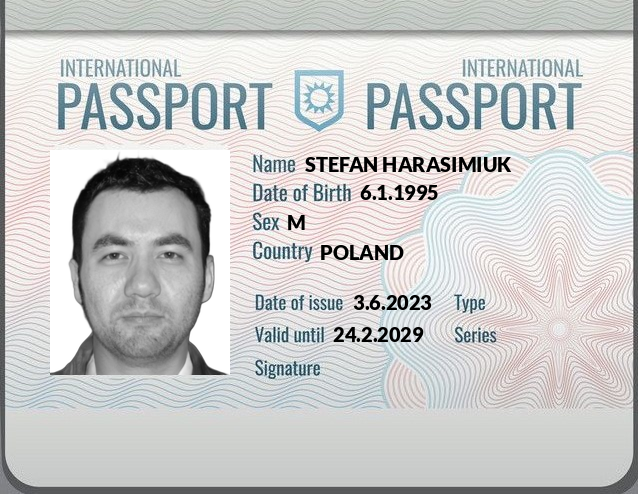 INTERNATIONAL INTERNATIONAL
PASSPORT PASSPORT
Name STEFAN HARASIMIUK
Date of Birth 6.1.1995
Sex M
Country POLAND
Date of issue 3.6.2023 Type
Valid until 24.2.2029 Series
Signature